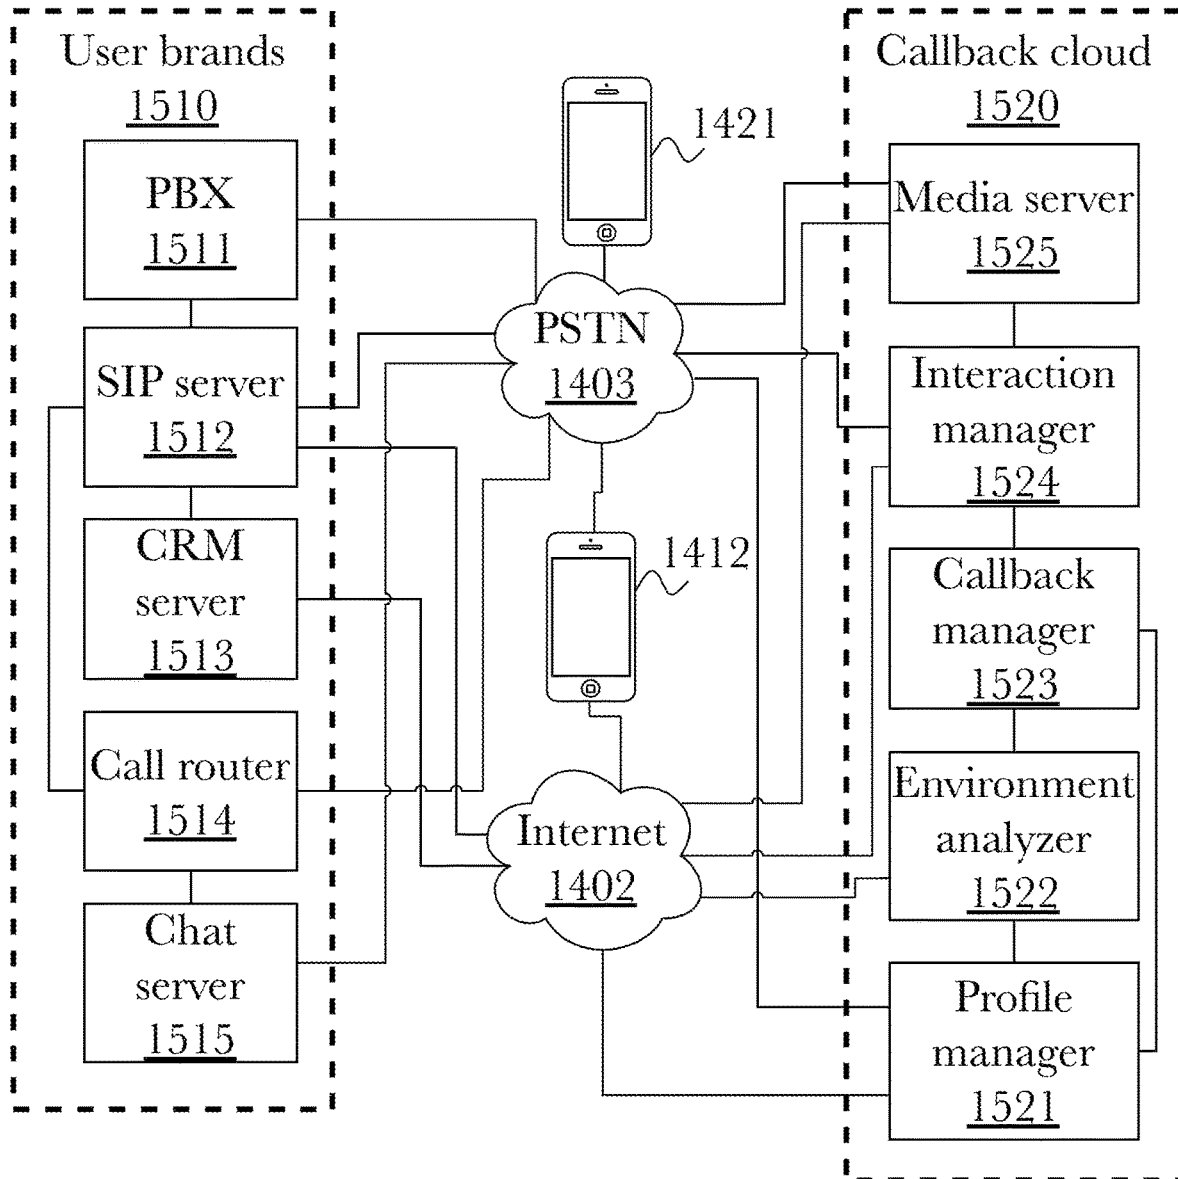 User brands
1510
PBX
1511
SIP server
1512
CRM
server
1513
Call router
1514
Chat
server
1515
1421
PSTN
1403
1412
Internet
1402
Callback cloud
1520
Media server
1525
Interaction
manager
1524
Callback
manager
1523
Environment
analyzer
1522
Profile
manager
1521